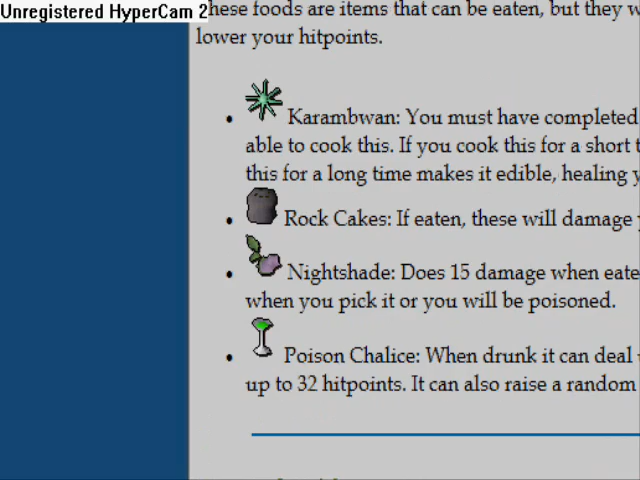 Unregistered HyperCam 2
hese foods are items that can be eaten, but they w
lower your hitpoints.
• Karambwan: You must have completed
able to cook this. If you cook this for a short t
this for a long time makes it edible, healing y
• Rock Cakes: If eaten, these will damage y
• Nightshade: Does 15 damage when eate
when you pick it or you will be poisoned.
• Poison Chalice: When drunk it can deal
up to 32 hitpoints. It can also raise a random